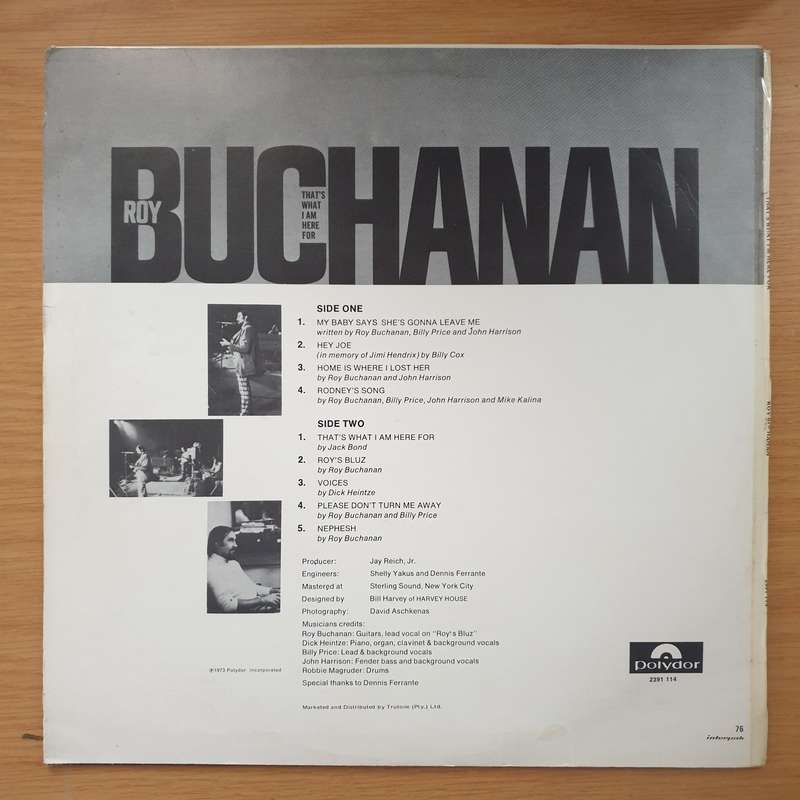 ROY
BUCHANAN
THAT'S
WHAT
I AM
HERE
FOR
SIDE ONE
1. MY BABY SAYS SHE'S GONNA LEAVE ME
written by Roy Buchanan, Billy Price and John Harrison
2. HEY JOE
(in memory of Jimi Hendrix) by Billy Cox
3. HOME IS WHERE I LOST HER
by Roy Buchanan and John Harrison
4. RODNEY'S SONG
by Roy Buchanan, Billy Price, John Harrison and Mike Kalina
SIDE TWO
1. THAT'S WHAT I AM HERE FOR
by Jack Bond
2. ROY'S BLUZ
by Roy Buchanan
3. VOICES
by Dick Heintze
4. PLEASE DON'T TURN ME AWAY
by Roy Buchanan and Billy Price
5. NEPHESH
by Roy Buchanan
Producer: Jay Reich, Jr.
Engineers: Shelly Yakus and Dennis Ferrante
Mastered at Sterling Sound, New York City
Designed by Bill Harvey of HARVEY HOUSE
Photography: David Aschkenas
Musicians credits:
Roy Buchanan: Guitars, lead vocal on "Roy's Bluz"
Dick Heintze: Piano, organ, clavinet & background vocals
Billy Price: Lead & background vocals
John Harrison: Fender bass and background vocals
Robbie Magruder: Drums
Special thanks to Dennis Ferrante
℗1973 Polydor Incorporated
Marketed and Distributed by Trutone (Pty.) Ltd.
Polydor
2391 114
76
interpak
ROY BUCHANAN